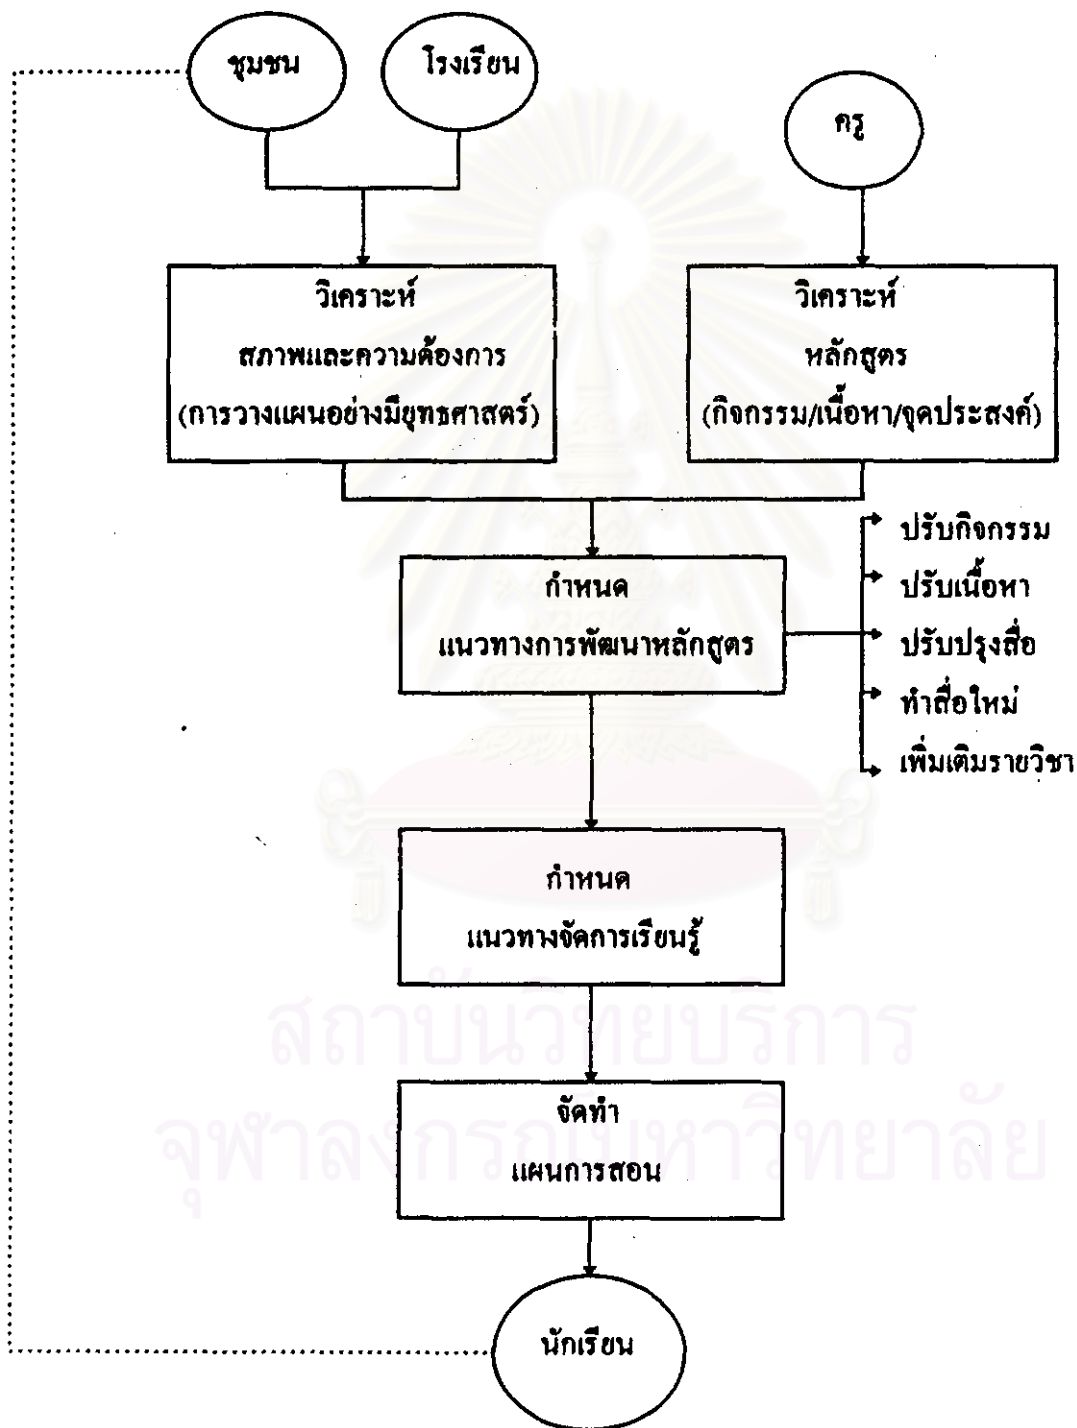 ชุมชน
โรงเรียน
ครู
วิเคราะห์
สภาพและความต้องการ
(การวางแผนอย่างมียุทธศาสตร์)
วิเคราะห์
หลักสูตร
(กิจกรรม/เนื้อหา/จุดประสงค์)
กำหนด
แนวทางการพัฒนาหลักสูตร
ปรับกิจกรรม
ปรับเนื้อหา
ปรับปรุงสื่อ
ทำสื่อใหม่
เพิ่มเติมรายวิชา
กำหนด
แนวทางจัดการเรียนรู้
สถาบันวิทยบริการ
จุฬาลงกรณ์มหาวิทยาลัย
จัดทำ
แผนการสอน
นักเรียน